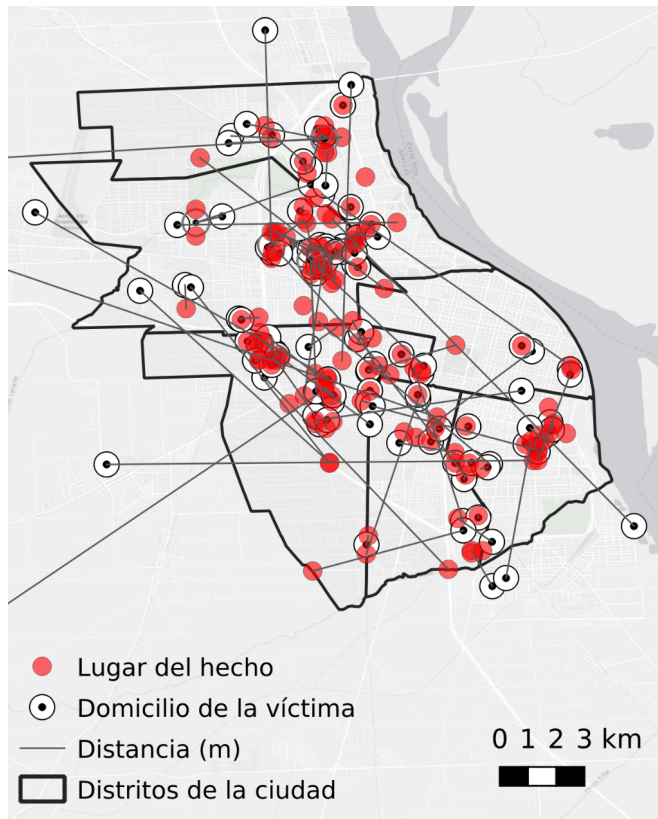 Lugar del hecho
Domicilio de la víctima
Distancia (m)
Distritos de la ciudad
0 1 2 3 km